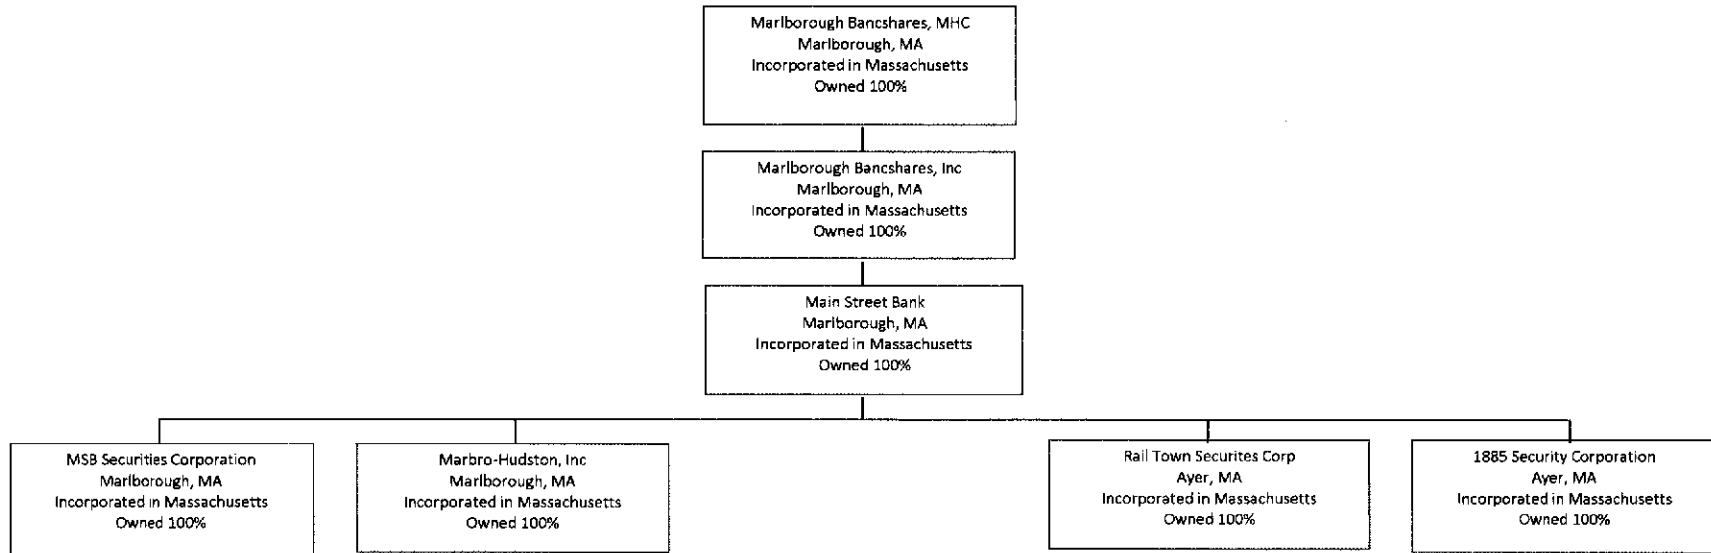 Marlborough Bancshares, MHC
Marlborough, MA
Incorporated in Massachusetts
Owned 100%
Marlborough Bancshares, Inc
Marlborough, MA
Incorporated in Massachusetts
Owned 100%
Main Street Bank
Marlborough, MA
Incorporated in Massachusetts
Owned 100%
MSB Securities Corporation
Marlborough, MA
Incorporated in Massachusetts
Owned 100%
Marbro-Hudston, Inc
Marlborough, MA
Incorporated in Massachusetts
Owned 100%
Rail Town Securites Corp
Ayer, MA
Incorporated in Massachusetts
Owned 100%
1885 Security Corporation
Ayer, MA
Incorporated in Massachusetts
Owned 100%